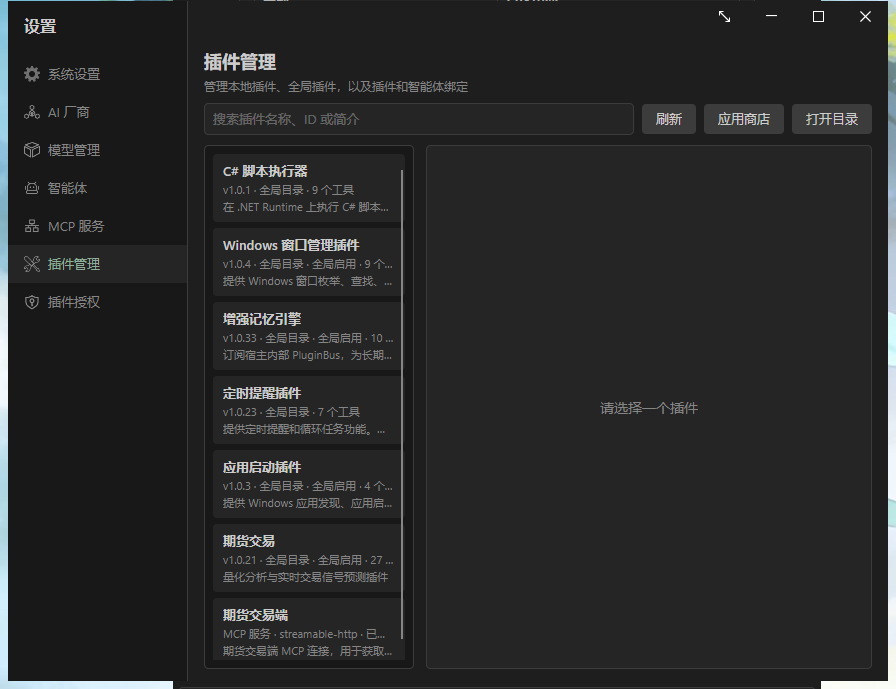 设置
系统设置
AI 厂商
模型管理
智能体
MCP 服务
插件管理
插件授权
插件管理
管理本地插件、全局插件，以及插件和智能体绑定
搜索插件名称、ID 或简介
刷新
应用商店
打开目录
C# 脚本执行器
v1.0.1 · 全局目录 · 9 个工具
在 .NET Runtime 上执行 C# 脚本...
Windows 窗口管理插件
v1.0.4 · 全局目录 · 全局启用 · 9 个...
提供 Windows 窗口枚举、查找、...
增强记忆引擎
v1.0.33 · 全局目录 · 全局启用 · 10 ...
订阅宿主内部 PluginBus，为长期...
定时提醒插件
v1.0.23 · 全局目录 · 7 个工具
提供定时提醒和循环任务功能。...
应用启动插件
v1.0.3 · 全局目录 · 全局启用 · 4 个...
提供 Windows 应用发现、应用启...
期货交易
v1.0.21 · 全局目录 · 全局启用 · 27 ...
量化分析与实时交易信号预测插件
期货交易端
MCP 服务 · streamable-http · 已...
期货交易端 MCP 连接，用于获取...
请选择一个插件